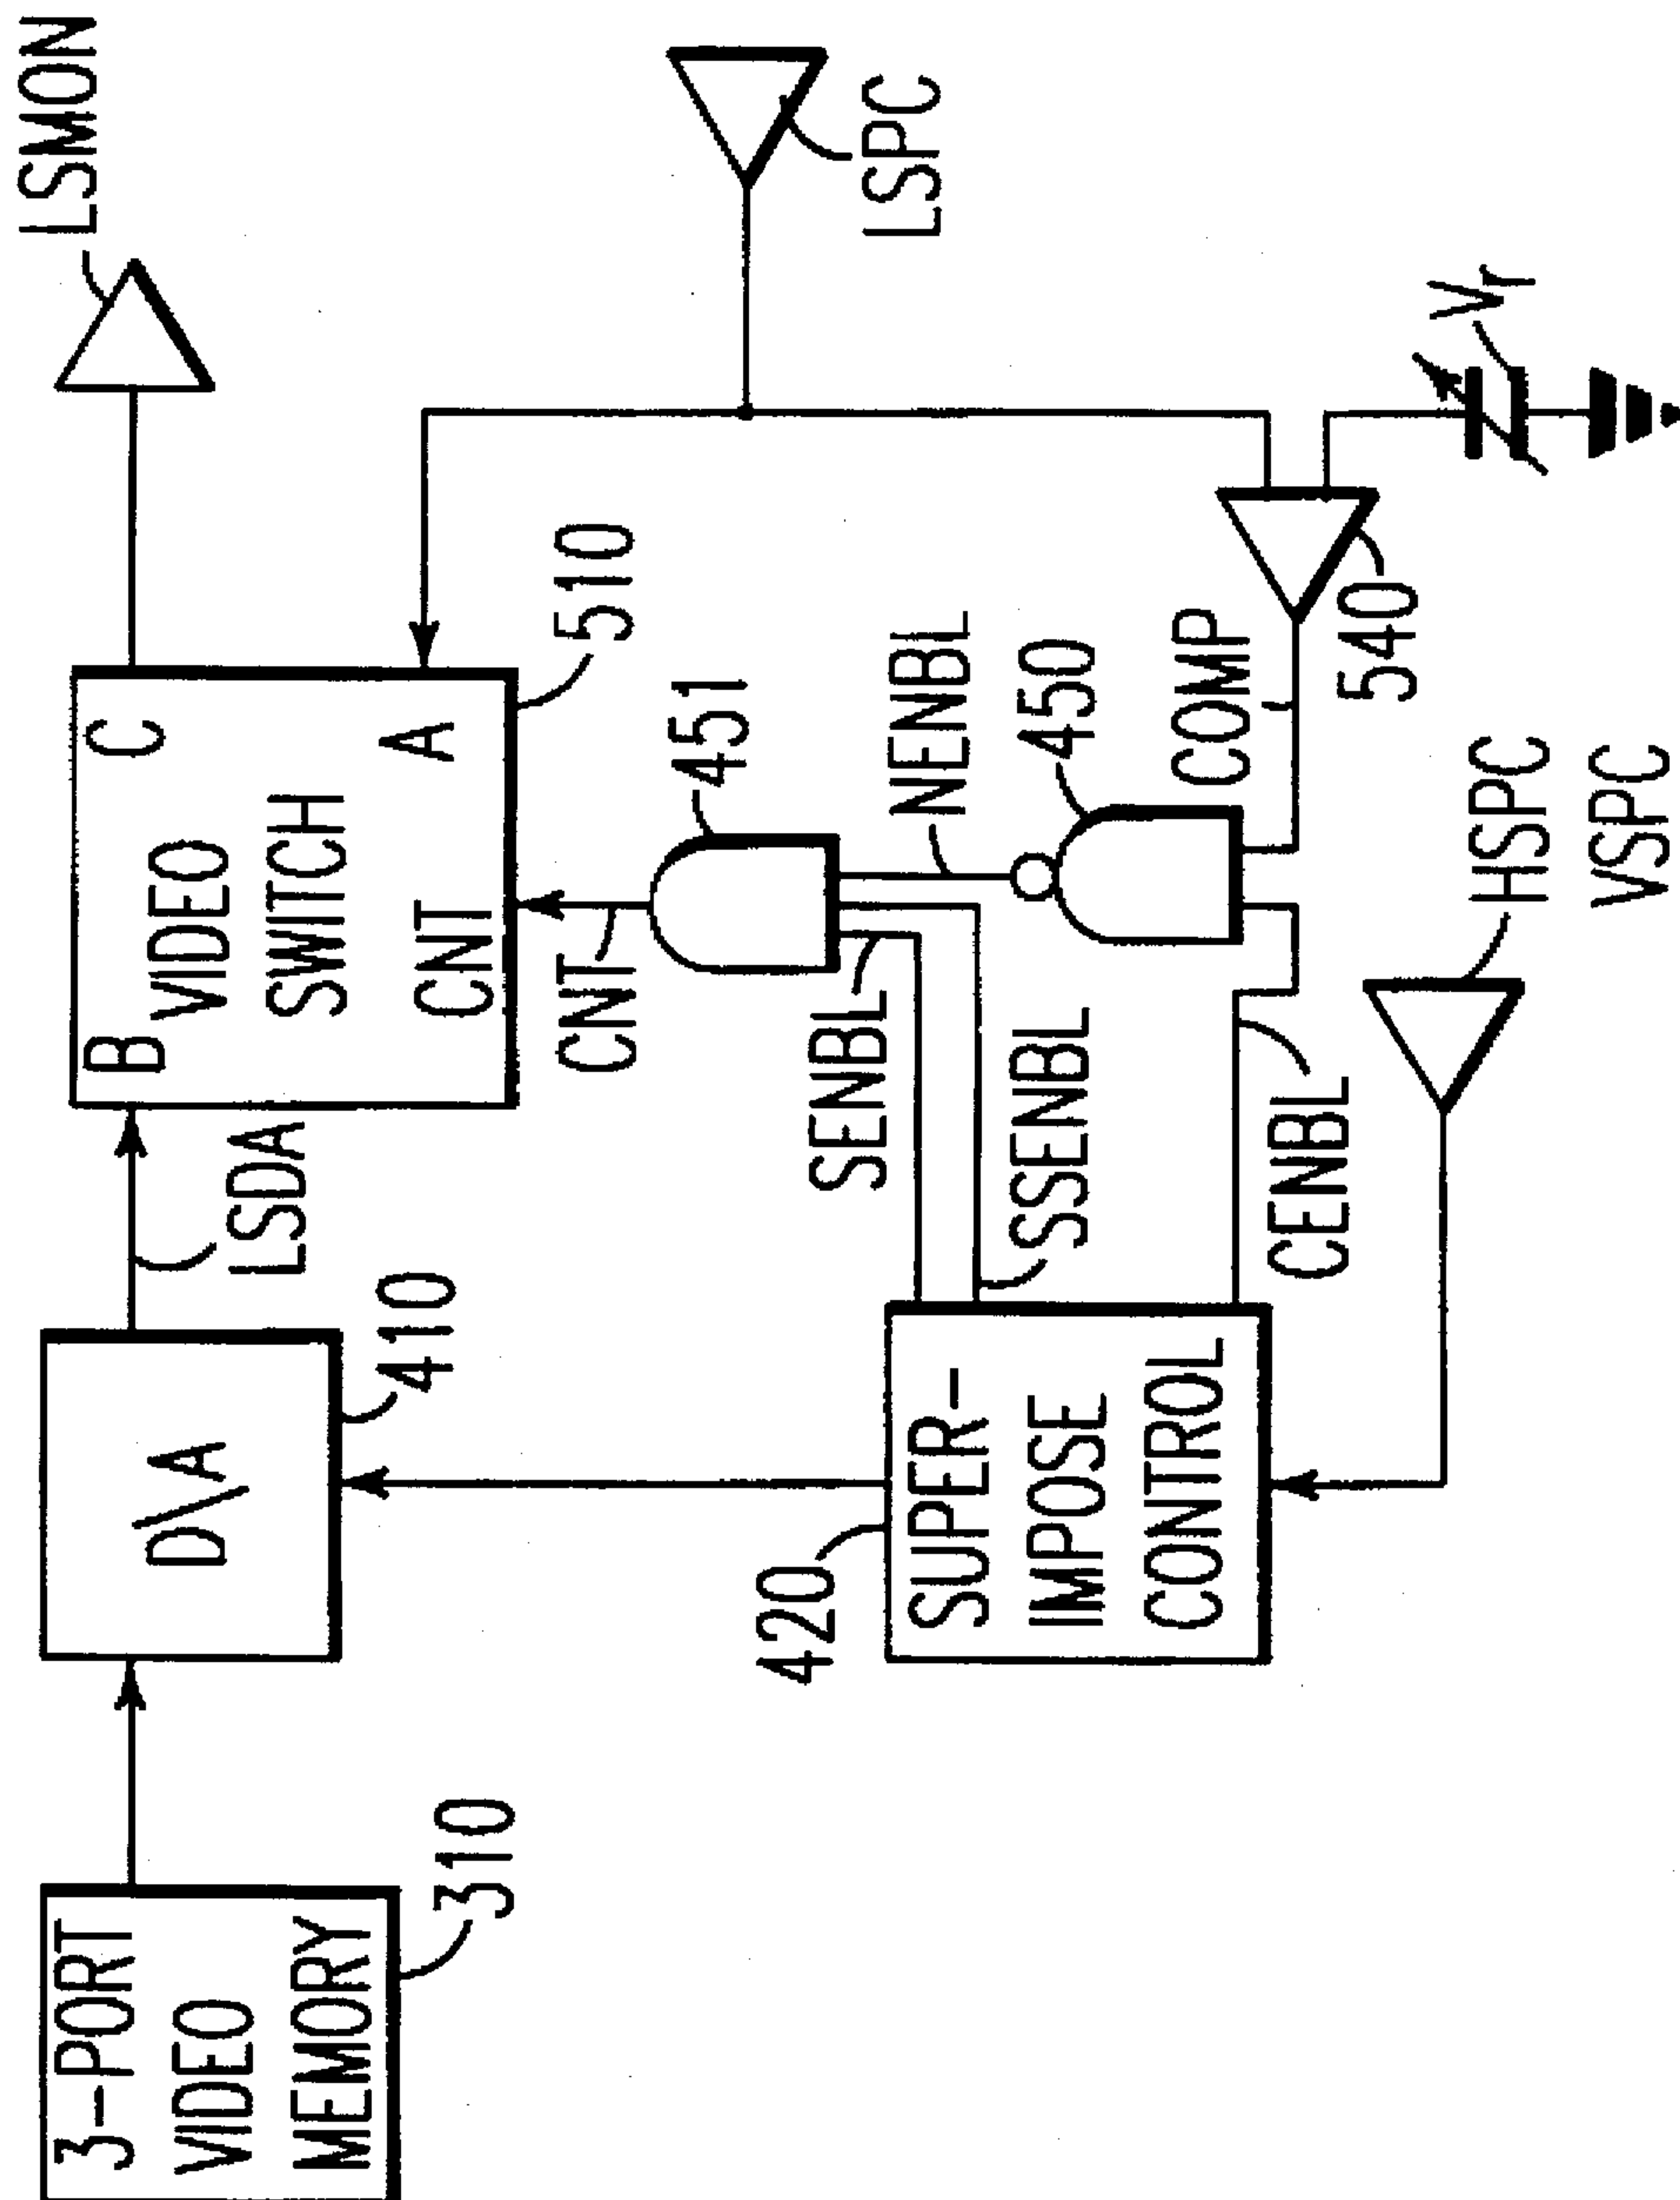 3-PORT
VIDEO
MEMORY
310
D/A
410
LSDA
B
C
VIDEO
SWITCH
CNT
A
510
LSMON
LSPC
CNT
451
SENBL
SSENBL
NENBL
450
COMP
540
Vr
CENBL
420
SUPER-
IMPOSE
CONTROL
HSPC
VSPC